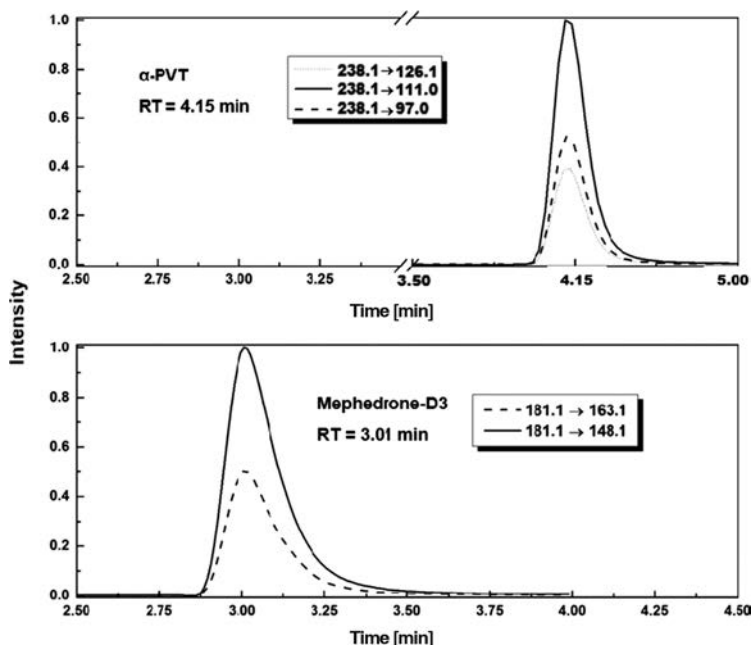 1.0
0.8
0.6
0.4
0.2
0.0
α-PVT
RT = 4.15 min
238.1→126.1
238.1→111.0
238.1→97.0
2.50 2.75 3.00 3.25 3.50 4.15 5.00
Time [min]
Intensity
1.0
0.8
0.6
0.4
0.2
0.0
Mephedrone-D3
RT = 3.01 min
181.1 → 163.1
181.1 → 148.1
2.50 2.75 3.00 3.25 3.50 3.75 4.00 4.25 4.50
Time [min]